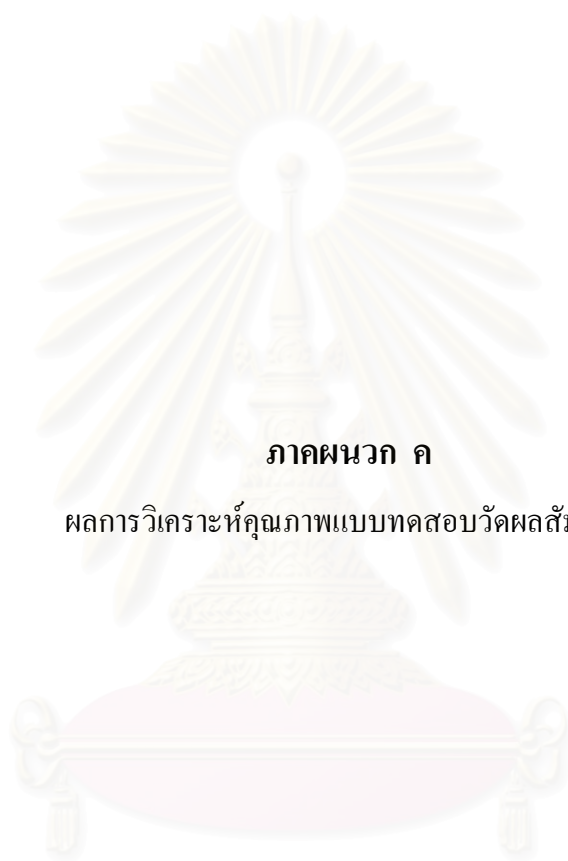 ภาคผนวก ค
ผลการวิเคราะห์คุณภาพแบบทดสอบวัดผลสั